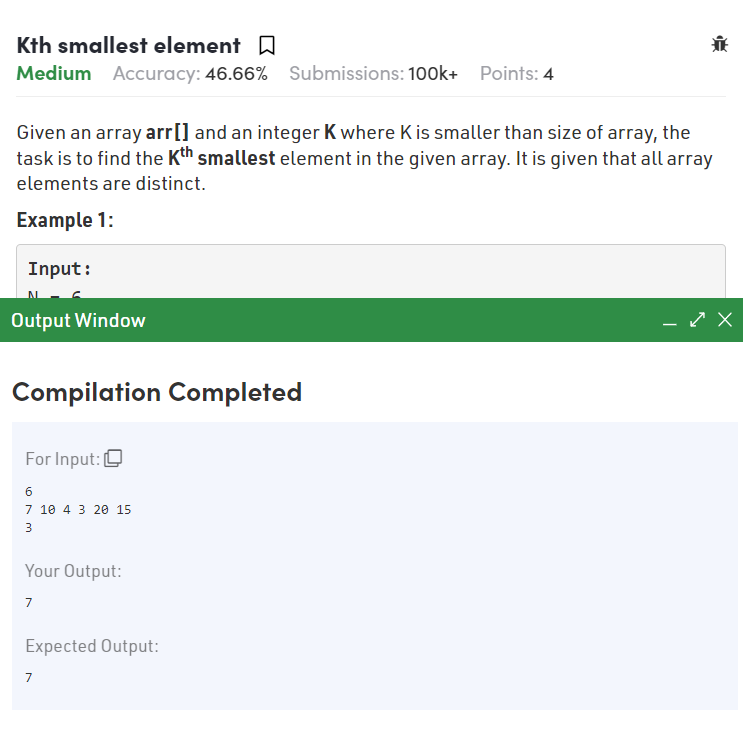 Kth smallest element
Medium Accuracy: 46.66% Submissions: 100k+ Points: 4
Given an array arr[] and an integer K where K is smaller than size of array, the
task is to find the Kth smallest element in the given array. It is given that all array
elements are distinct.
Example 1:
Input:
N = 6
Output Window
Compilation Completed
For Input:
6
7 10 4 3 20 15
3
Your Output:
7
Expected Output:
7